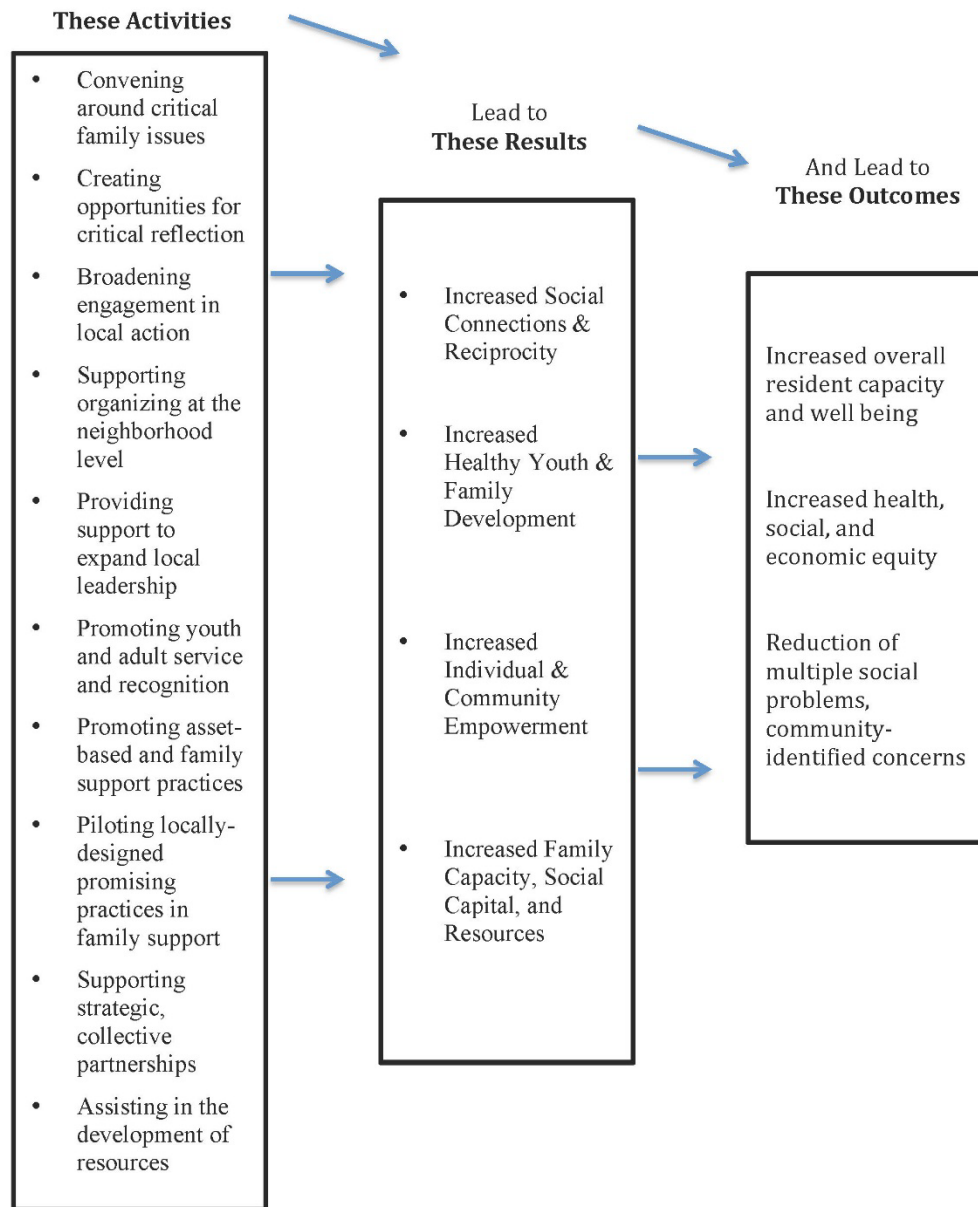 These Activities
• Convening
around critical
family issues
• Creating
opportunities for
critical reflection
• Broadening
engagement in
local action
• Supporting
organizing at the
neighborhood
level
• Providing
support to
expand local
leadership
• Promoting youth
and adult service
and recognition
• Promoting asset-
based and family
support practices
• Piloting locally-
designed
promising
practices in
family support
• Supporting
strategic,
collective
partnerships
• Assisting in the
development of
resources
Lead to
These Results
• Increased Social
Connections &
Reciprocity
• Increased
Healthy Youth &
Family
Development
• Increased
Individual &
Community
Empowerment
• Increased Family
Capacity, Social
Capital, and
Resources
And Lead to
These Outcomes
Increased overall
resident capacity
and well being
Increased health,
social, and
economic equity
Reduction of
multiple social
problems,
community-
identified concerns